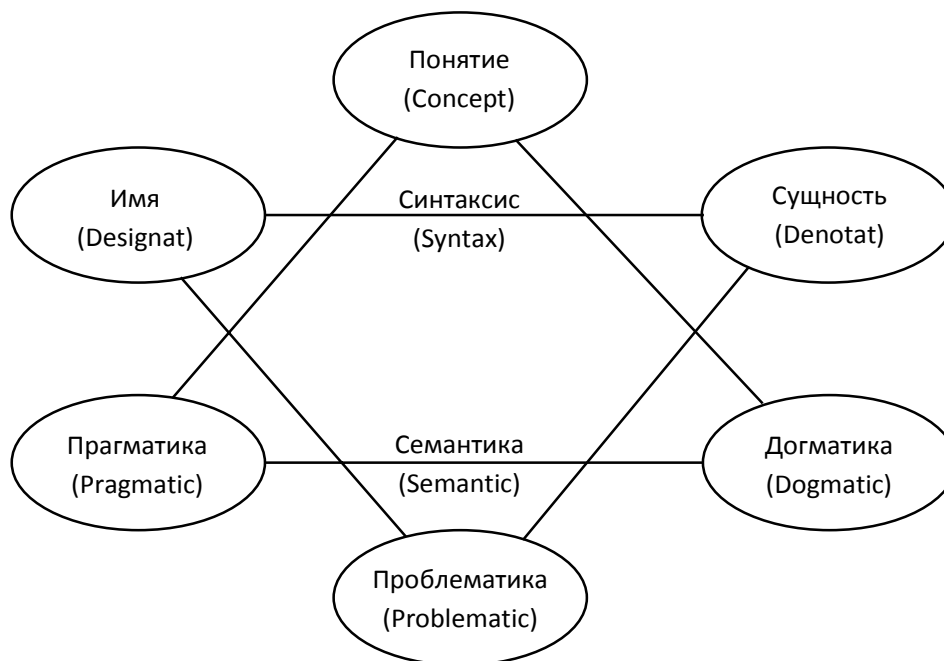 Понятие
(Concept)
Имя
(Designat)
Синтаксис
(Syntax)
Сущность
(Denotat)
Прагматика
(Pragmatic)
Семантика
(Semantic)
Догматика
(Dogmatic)
Проблематика
(Problematic)